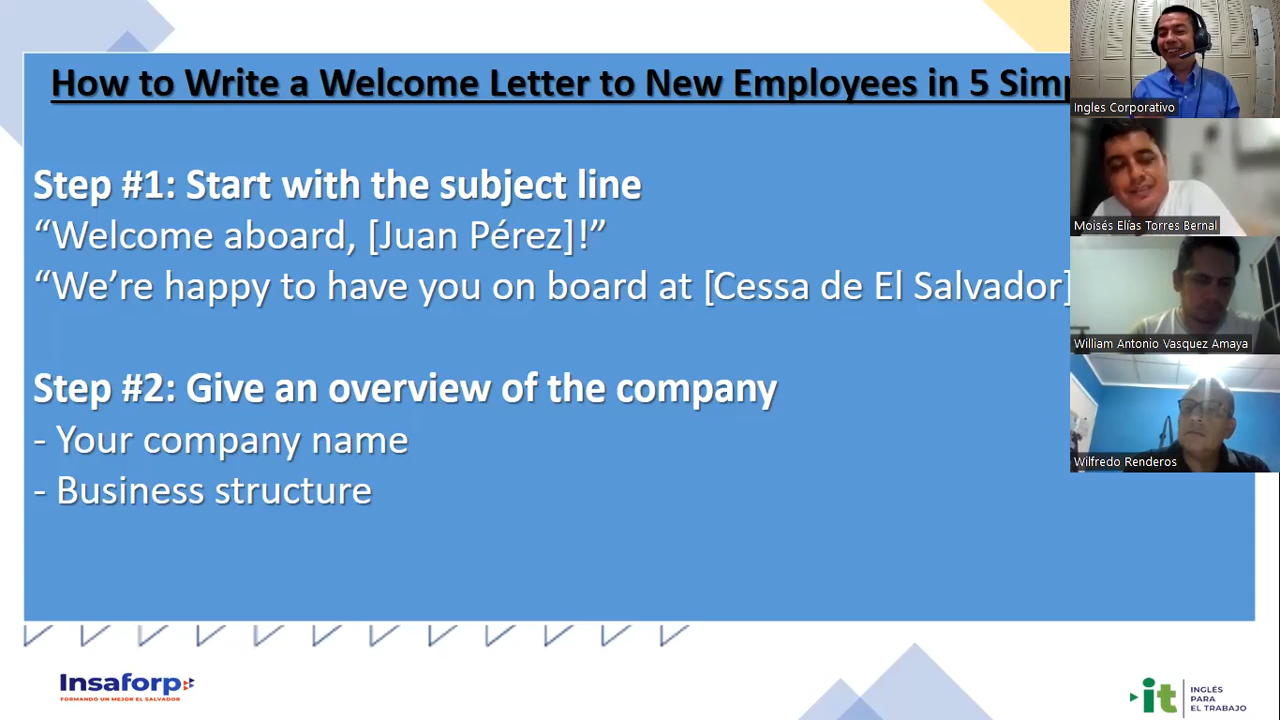 How to Write a Welcome Letter to New Employees in 5
Step #1: Start with the subject line
“Welcome aboard, [Juan Pérez]!”
“We’re happy to have you on board at [Cessa de El Salvador]
Step #2: Give an overview of the company
- Your company name
- Business structure
Ingles Corporativo
Moisés Elías Torres Bernal
William Antonio Vasquez Amaya
Wilfredo Renderos
Insaforp
FORMANDO UN MEJOR EL SALVADOR
it
INGLÉS
PARA
EL TRABAJO